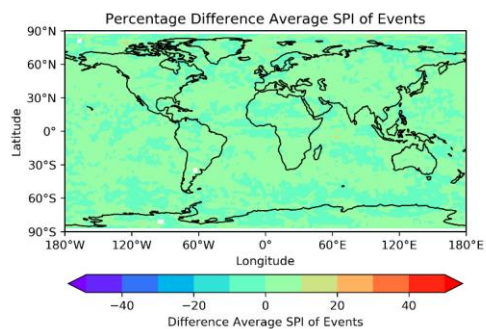 Percentage Difference Average SPI of Events
90°N
60°N
30°N
0°
30°S
60°S
90°S
Latitude
180°W 120°W 60°W 0° 60°E 120°E 180°E
Longitude
−40 −20 0 20 40
Difference Average SPI of Events